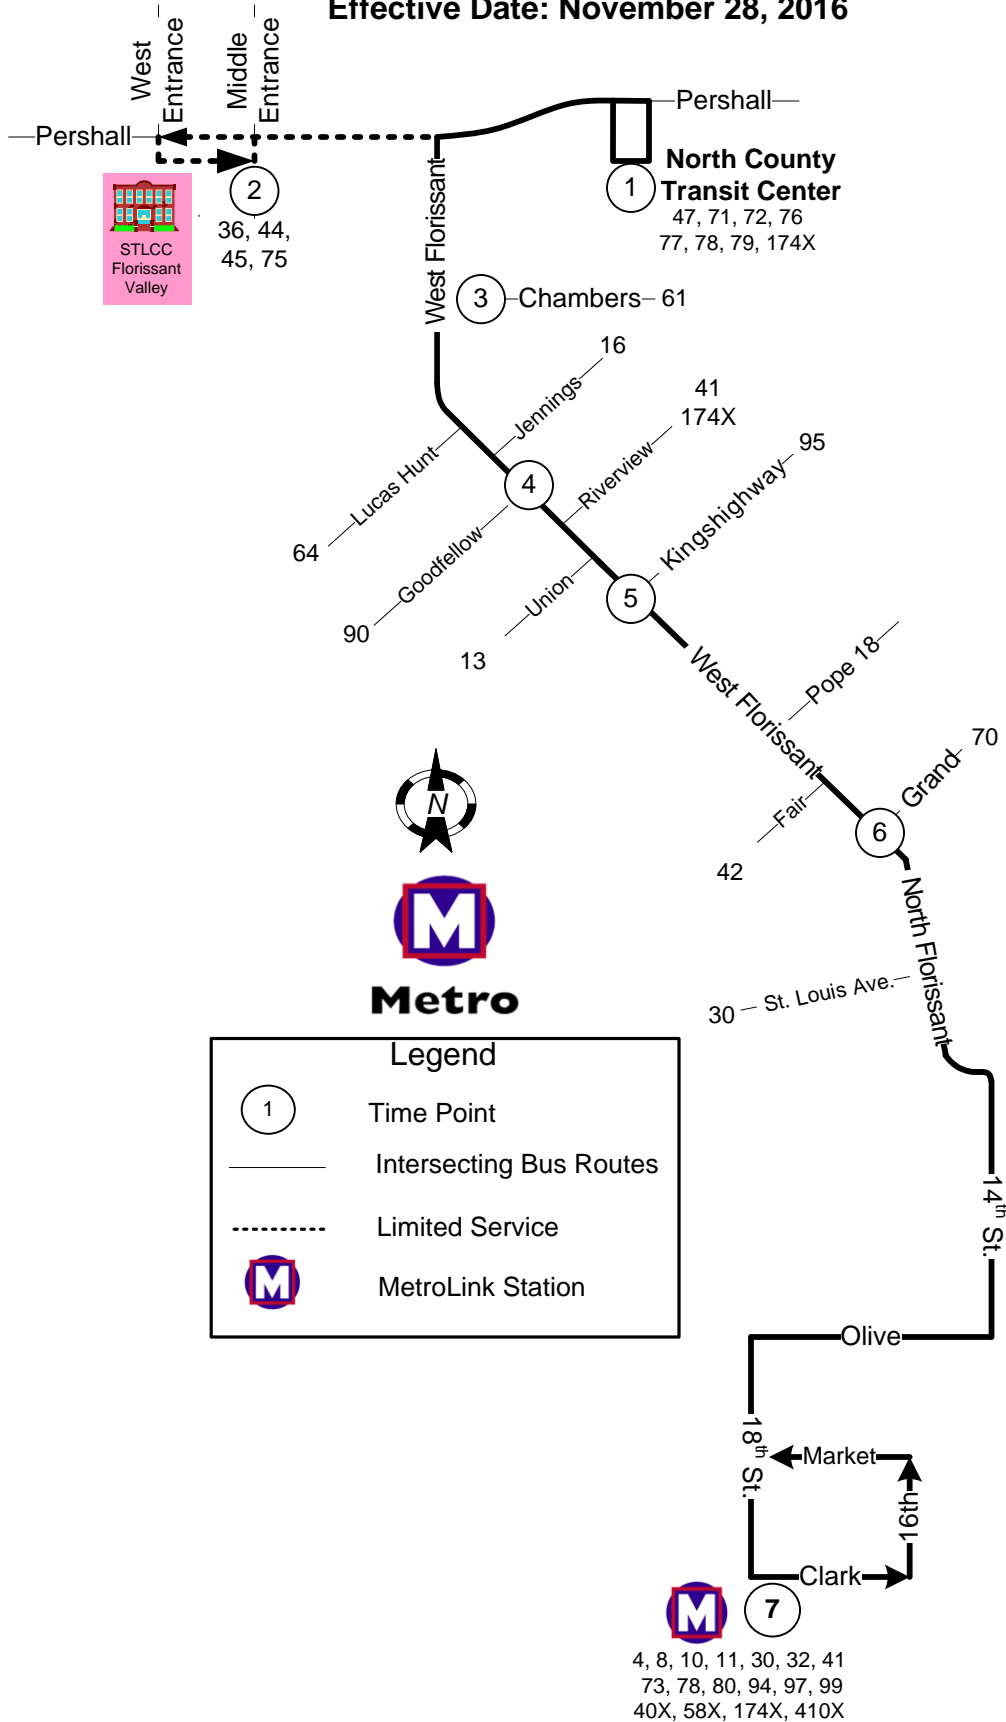 Effective Date: November 28, 2016
West
Entrance
Middle
Entrance
Pershall
Pershall
1
North County
Transit Center
47, 71, 72, 76
77, 78, 79, 174X
2
36, 44,
45, 75
STLCC
Florissant
Valley
West Florissant
3
Chambers
61
16
Jennings
41
174X
Riverview
95
Kingshighway
Lucas Hunt
64
4
Goodfellow
90
Union
13
5
West Florissant
Pope 18
70
Grand
Fair
42
6
N
North Florissant
M
Metro
30
St. Louis Ave.
Legend
1
Time Point
Intersecting Bus Routes
Limited Service
M
MetroLink Station
14th St.
Olive
18th St.
Market
16th
Clark
M
7
4, 8, 10, 11, 30, 32, 41
73, 78, 80, 94, 97, 99
40X, 58X, 174X, 410X